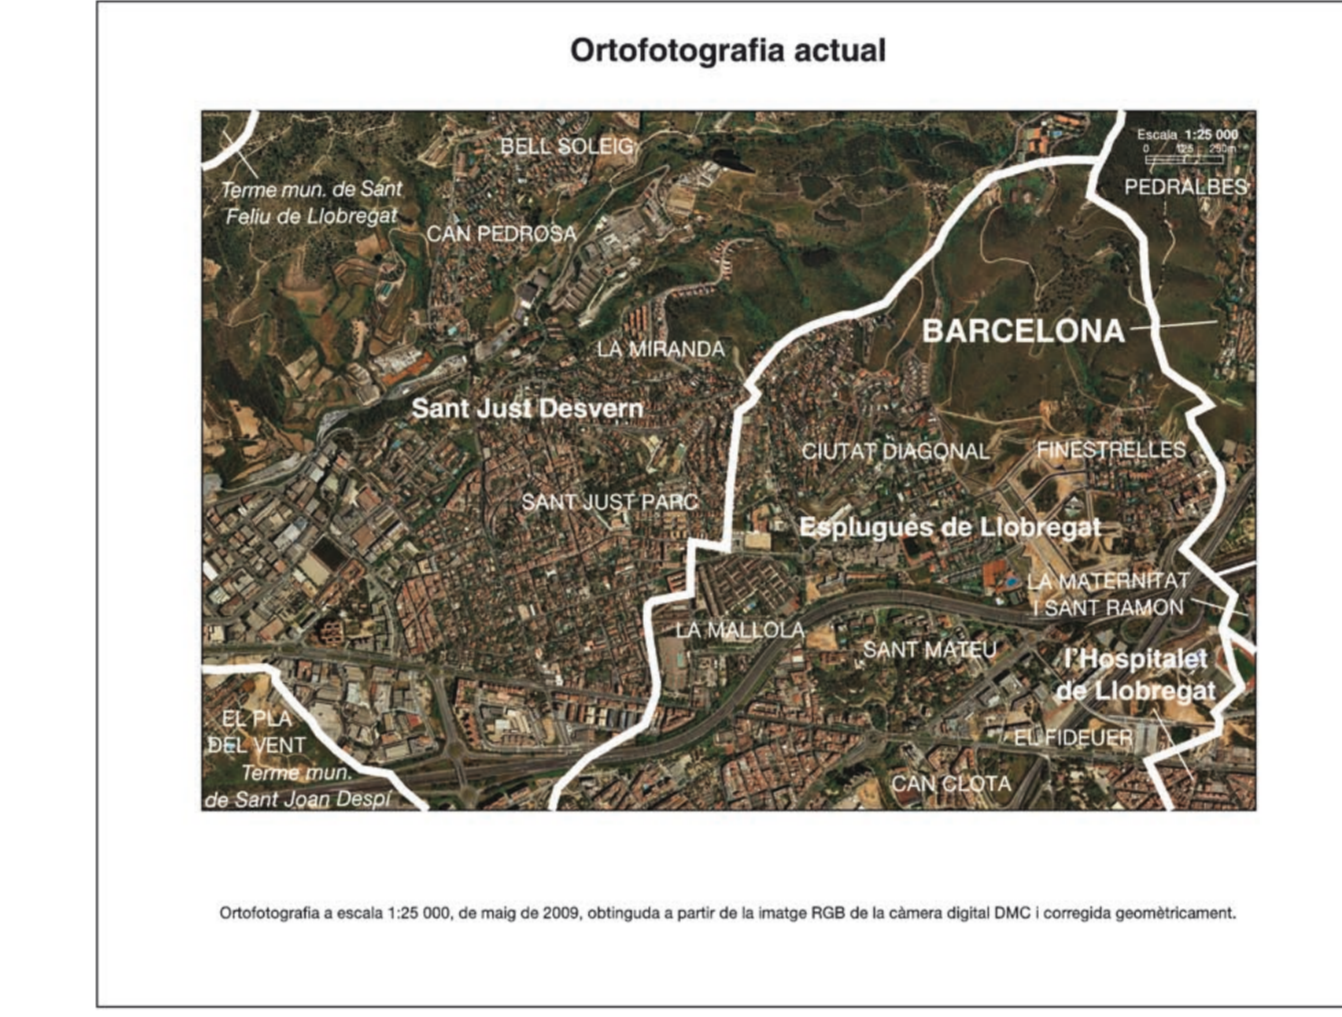 Ortofotografia actual
Escala 1:25 000
0 125 250m
BELL SOLEIG
PEDRALBES
Terme mun. de Sant
Feliu de Llobregat
CAN PEDROSA
BARCELONA
LA MIRANDA
Sant Just Desvern
CIUTAT DIAGONAL
FINESTRELLES
SANT JUST PARC
Esplugues de Llobregat
LA MATERNITAT
I SANT RAMON
LA MALLOLA
SANT MATEU
l'Hospitalet
de Llobregat
EL PLA
DEL VENT
EL FIDEUER
Terme mun.
de Sant Joan Despí
CAN CLOTA
Ortofotografia a escala 1:25 000, de maig de 2009, obtinguda a partir de la imatge RGB de la càmera digital DMC i corregida geomètricament.